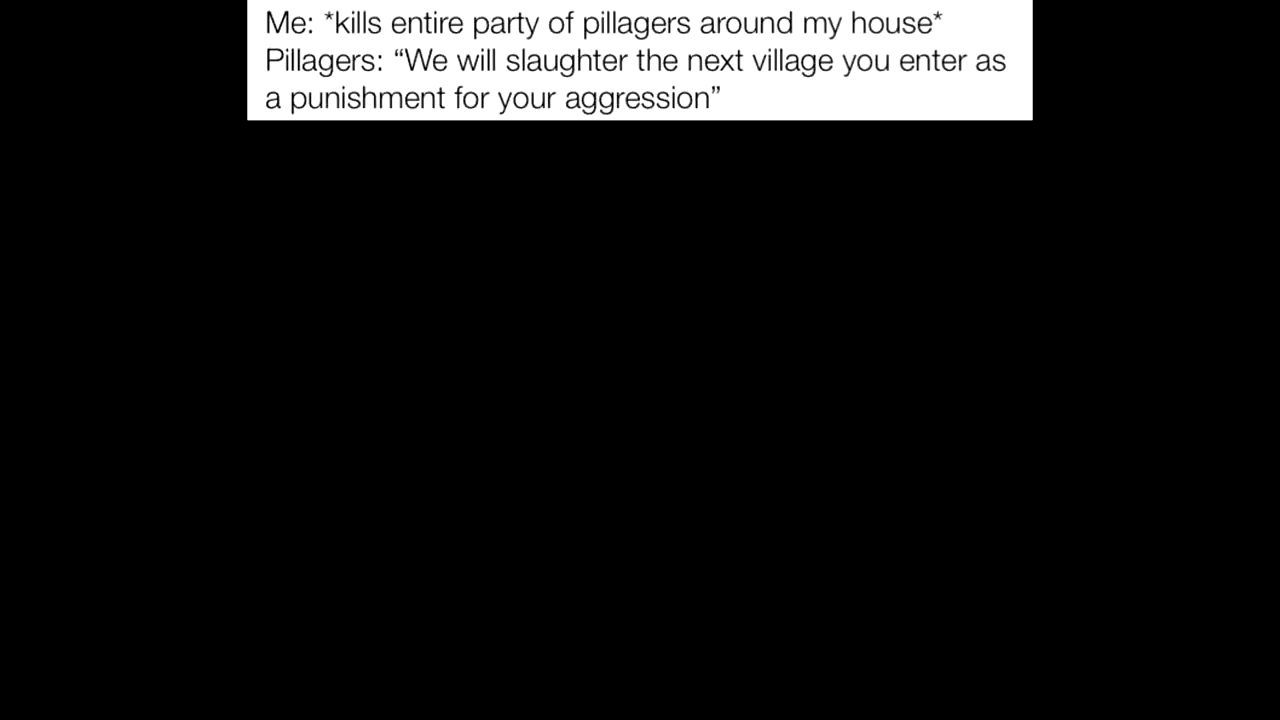 Me: *kills entire party of pillagers around my house*
Pillagers: “We will slaughter the next village you enter as
a punishment for your aggression”